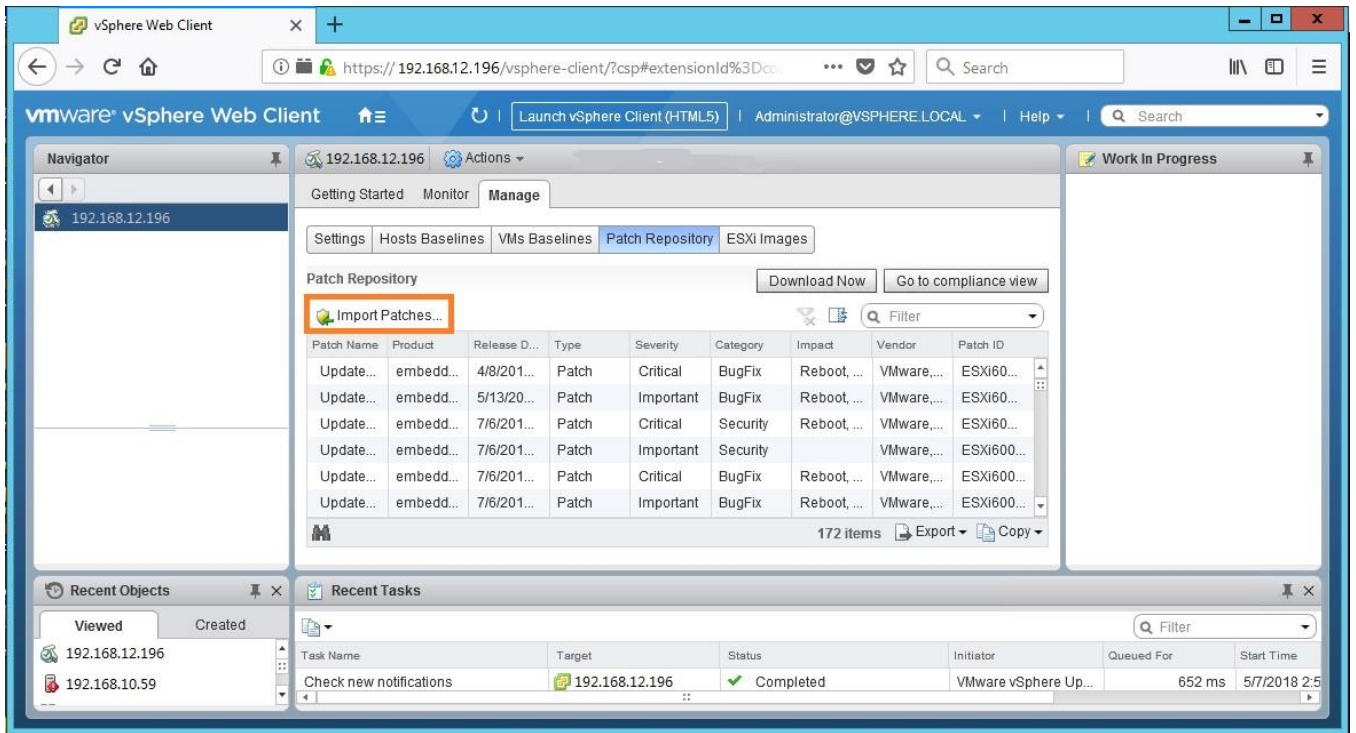 vSphere Web Client
https://192.168.12.196/vsphere-client/?csp#extensionId%3Dco
Search
vmware® vSphere Web Client
Launch vSphere Client (HTML5)
Administrator@VSPHERE.LOCAL
Help
Search
Navigator
192.168.12.196
192.168.12.196 Actions
Getting Started Monitor Manage
Settings Hosts Baselines VMs Baselines Patch Repository ESXi Images
Patch Repository
Download Now Go to compliance view
Import Patches...
Filter
Patch Name Product Release D... Type Severity Category Impact Vendor Patch ID
Update... embedd... 4/8/201... Patch Critical BugFix Reboot, ... VMware,... ESXi60...
Update... embedd... 5/13/20... Patch Important BugFix Reboot, ... VMware,... ESXi60...
Update... embedd... 7/6/201... Patch Critical Security Reboot, ... VMware,... ESXi60...
Update... embedd... 7/6/201... Patch Important Security VMware,... ESXi600...
Update... embedd... 7/6/201... Patch Critical BugFix Reboot, ... VMware,... ESXi600...
Update... embedd... 7/6/201... Patch Important BugFix Reboot, ... VMware,... ESXi600...
172 items Export Copy
Work In Progress
Recent Objects
Viewed Created
192.168.12.196
192.168.10.59
Recent Tasks
Filter
Task Name Target Status Initiator Queued For Start Time
Check new notifications 192.168.12.196 Completed VMware vSphere Up... 652 ms 5/7/2018 2:5